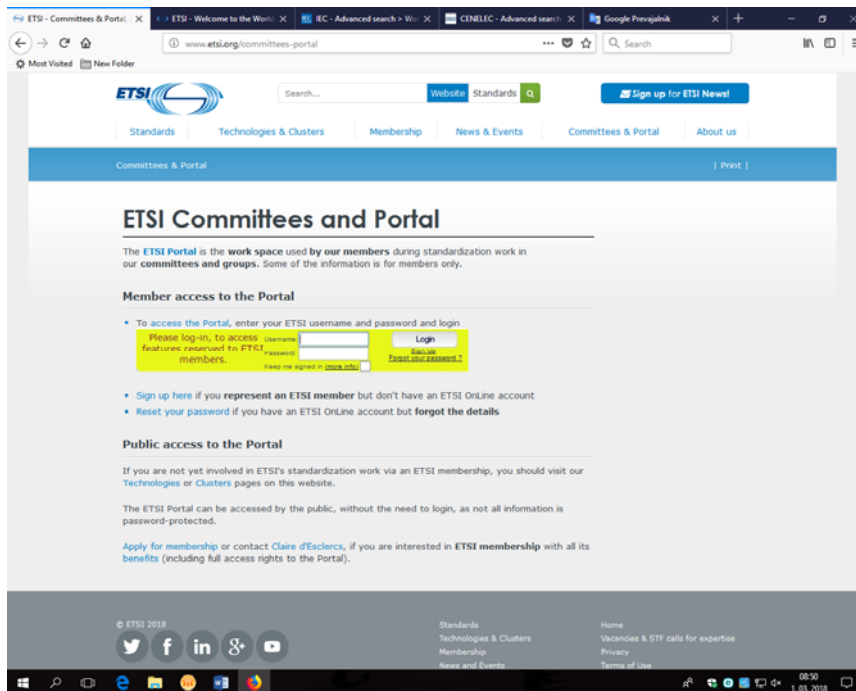 ETSI - Committees & Portal
ETSI - Welcome to the World
IEC - Advanced search > Wo
CENELEC - Advanced search
Google Prevajalnik
www.etsi.org/committees-portal
Search
Most Visited
New Folder
ETSI
Search...
Website
Standards
Sign up for ETSI News!
Standards
Technologies & Clusters
Membership
News & Events
Committees & Portal
About us
Committees & Portal
| Print |
ETSI Committees and Portal
The ETSI Portal is the work space used by our members during standardization work in
our committees and groups. Some of the information is for members only.
Member access to the Portal
• To access the Portal, enter your ETSI username and password and login
Please log-in, to access
features reserved to ETSI
members.
Username
Password
Keep me signed in (more info)
Login
Forgot your password ?
• Sign up here if you represent an ETSI member but don't have an ETSI OnLine account
• Reset your password if you have an ETSI OnLine account but forgot the details
Public access to the Portal
If you are not yet involved in ETSI's standardization work via an ETSI membership, you should visit our
Technologies or Clusters pages on this website.
The ETSI Portal can be accessed by the public, without the need to login, as not all information is
password-protected.
Apply for membership or contact Claire d'Esclercs, if you are interested in ETSI membership with all its
benefits (including full access rights to the Portal).
© ETSI 2018
Standards
Technologies & Clusters
Membership
News and Events
Home
Vacancies & STF calls for expertise
Privacy
Terms of Use
08:50
1. 03. 2018